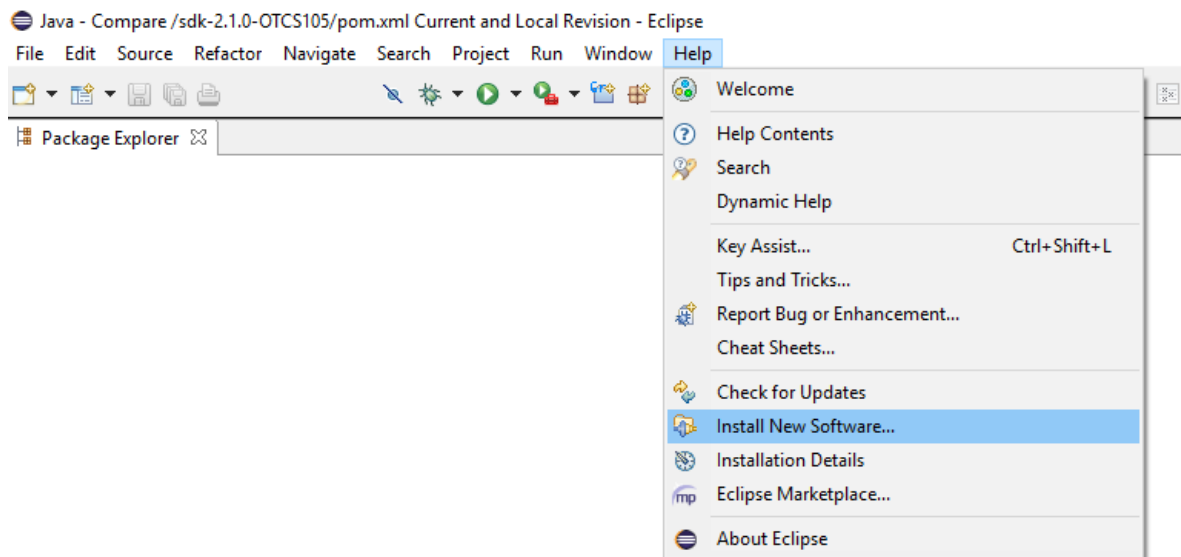 Java - Compare /sdk-2.1.0-OTCS105/pom.xml Current and Local Revision - Eclipse
File Edit Source Refactor Navigate Search Project Run Window Help
Package Explorer
Welcome
Help Contents
Search
Dynamic Help
Key Assist... Ctrl+Shift+L
Tips and Tricks...
Report Bug or Enhancement...
Cheat Sheets...
Check for Updates
Install New Software...
Installation Details
mp Eclipse Marketplace...
About Eclipse